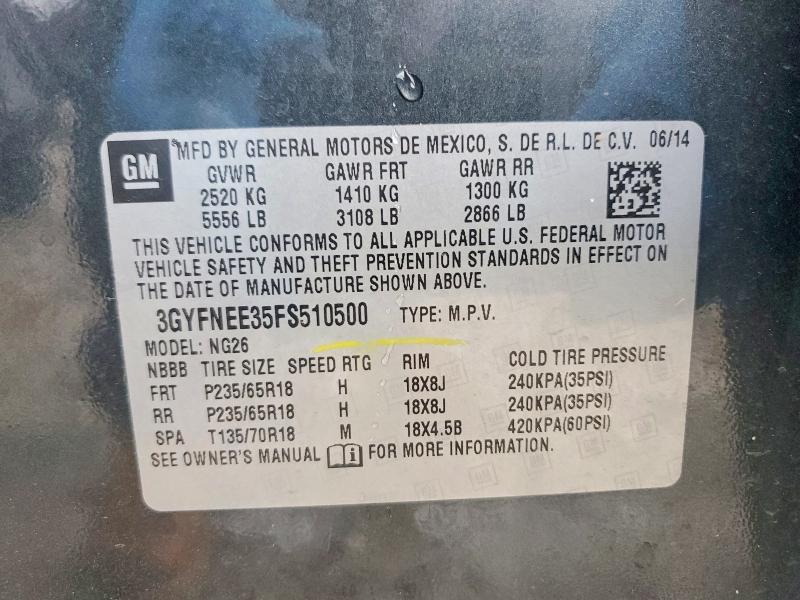 GM
MFD BY GENERAL MOTORS DE MEXICO, S. DE R.L. DE C.V. 06/14
GVWR GAWR FRT GAWR RR
2520 KG 1410 KG 1300 KG
5556 LB 3108 LB 2866 LB
THIS VEHICLE CONFORMS TO ALL APPLICABLE U.S. FEDERAL MOTOR
VEHICLE SAFETY AND THEFT PREVENTION STANDARDS IN EFFECT ON
THE DATE OF MANUFACTURE SHOWN ABOVE.
3GYFNEE35FS510500 TYPE: M.P.V.
MODEL: NG26
NBBB TIRE SIZE SPEED RTG RIM COLD TIRE PRESSURE
FRT P235/65R18 H 18X8J 240KPA(35PSI)
RR P235/65R18 H 18X8J 240KPA(35PSI)
SPA T135/70R18 M 18X4.5B 420KPA(60PSI)
SEE OWNER'S MANUAL i FOR MORE INFORMATION.